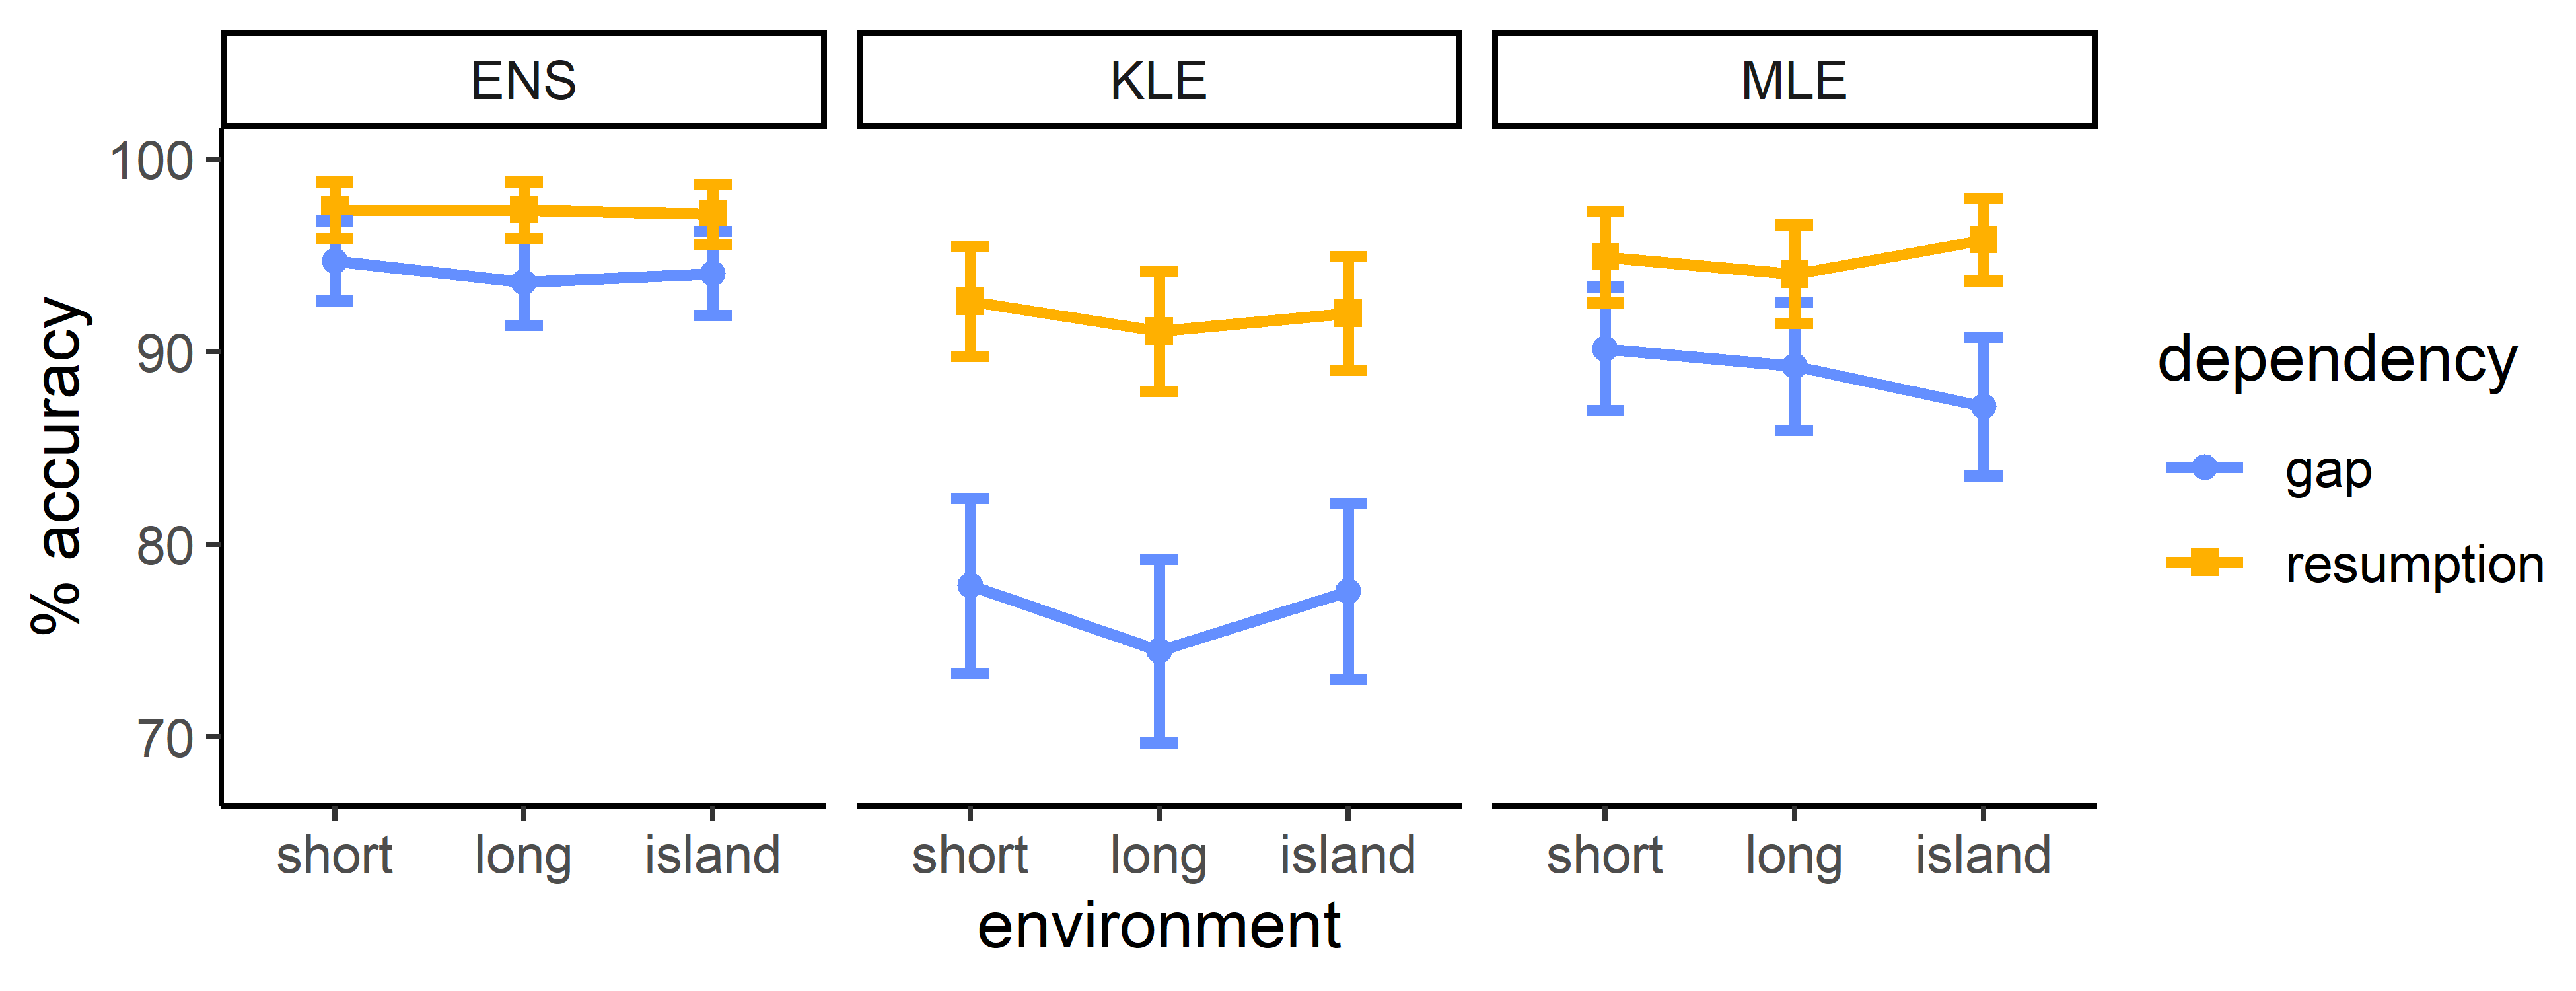 ENS KLE MLE
100
90
80
70
% accuracy
short long island short long island short long island
environment
dependency
gap
resumption